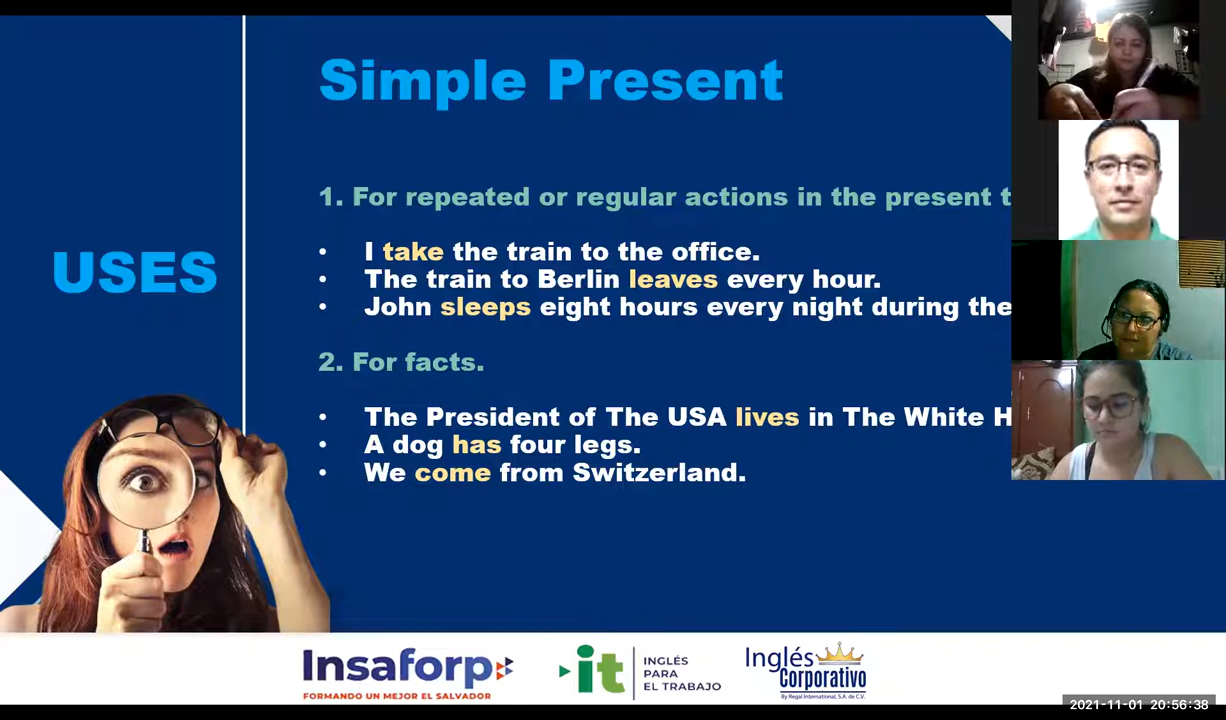 Simple Present
1. For repeated or regular actions in the present t
• I take the train to the office.
• The train to Berlin leaves every hour.
• John sleeps eight hours every night during the
USES
2. For facts.
• The President of The USA lives in The White H
• A dog has four legs.
• We come from Switzerland.
Insaforp
FORMANDO UN MEJOR EL SALVADOR
it
INGLÉS
PARA
EL TRABAJO
Inglés
Corporativo
By Regal International, S.A. de C.V.
2021-11-01 20:56:38